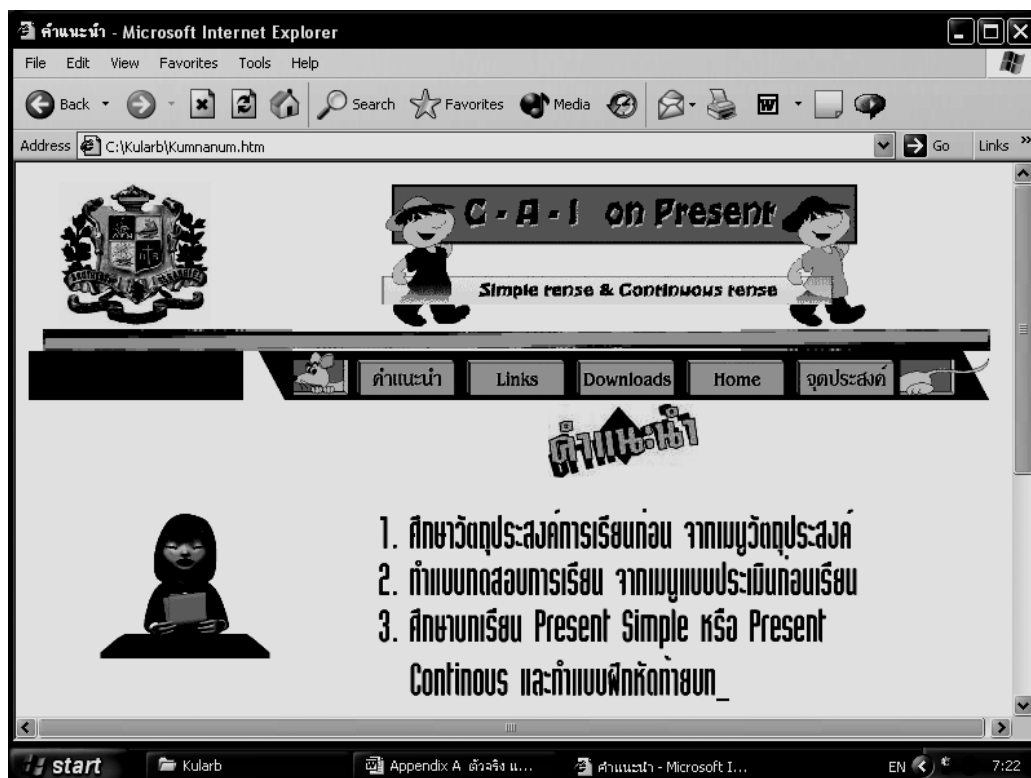 คำแนะนำ - Microsoft Internet Explorer
File Edit View Favorites Tools Help
Back Search Favorites Media
Address C:\Kularb\Kumnanum.htm Go Links »
C - A - I on Present
Simple tense & Continuous tense
คำแนะนำ Links Downloads Home จุดประสงค์
คำแนะนำ
1. ศึกษาวัตถุประสงค์การเรียนก่อน จากเมนูวัตถุประสงค์
2. ทำแบบทดสอบการเรียน จากเมนูแบบประเมินก่อนเรียน
3. ศึกษาบทเรียน Present Simple หรือ Present
Continous และทำแบบฝึกหัดท้ายบท_
start Kularb Appendix A ตัวจริง แ... คำแนะนำ - Microsoft I... EN 7:22